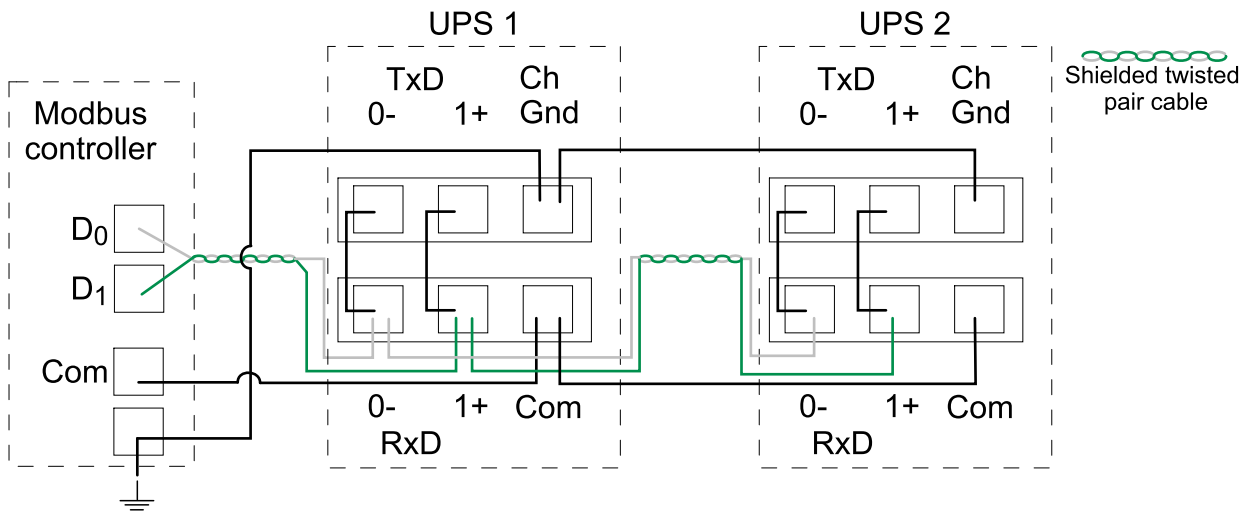 UPS 1
UPS 2
TxD
Ch
0-
1+
Gnd
TxD
Ch
0-
1+
Gnd
Shielded twisted
pair cable
Modbus
controller
D0
D1
Com
0-
1+
Com
RxD
0-
1+
Com
RxD